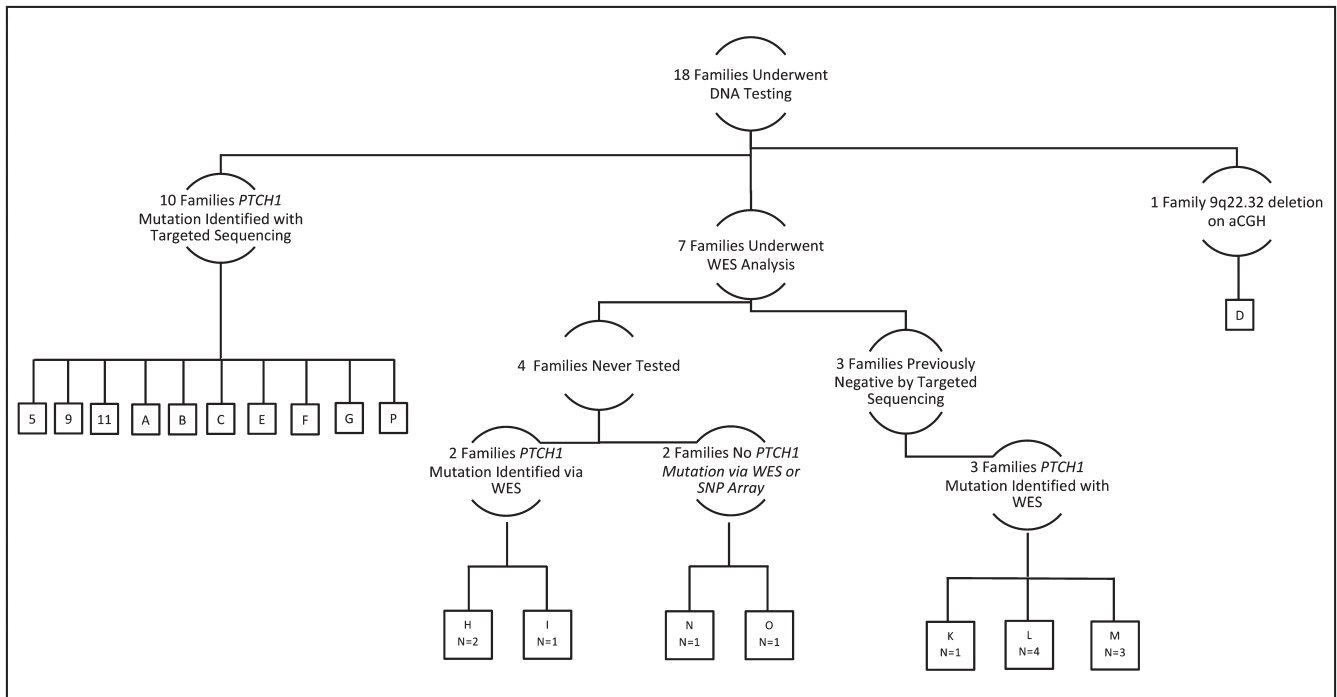 18 Families Underwent
DNA Testing
10 Families PTCH1
Mutation Identified with
Targeted Sequencing
7 Families Underwent
WES Analysis
1 Family 9q22.32 deletion
on aCGH
D
4 Families Never Tested
3 Families Previously
Negative by Targeted
Sequencing
5
9
11
A
B
C
E
F
G
P
2 Families PTCH1
Mutation Identified via
WES
2 Families No PTCH1
Mutation via WES or
SNP Array
3 Families PTCH1
Mutation Identified with
WES
H
N=2
I
N=1
N
N=1
O
N=1
K
N=1
L
N=4
M
N=3